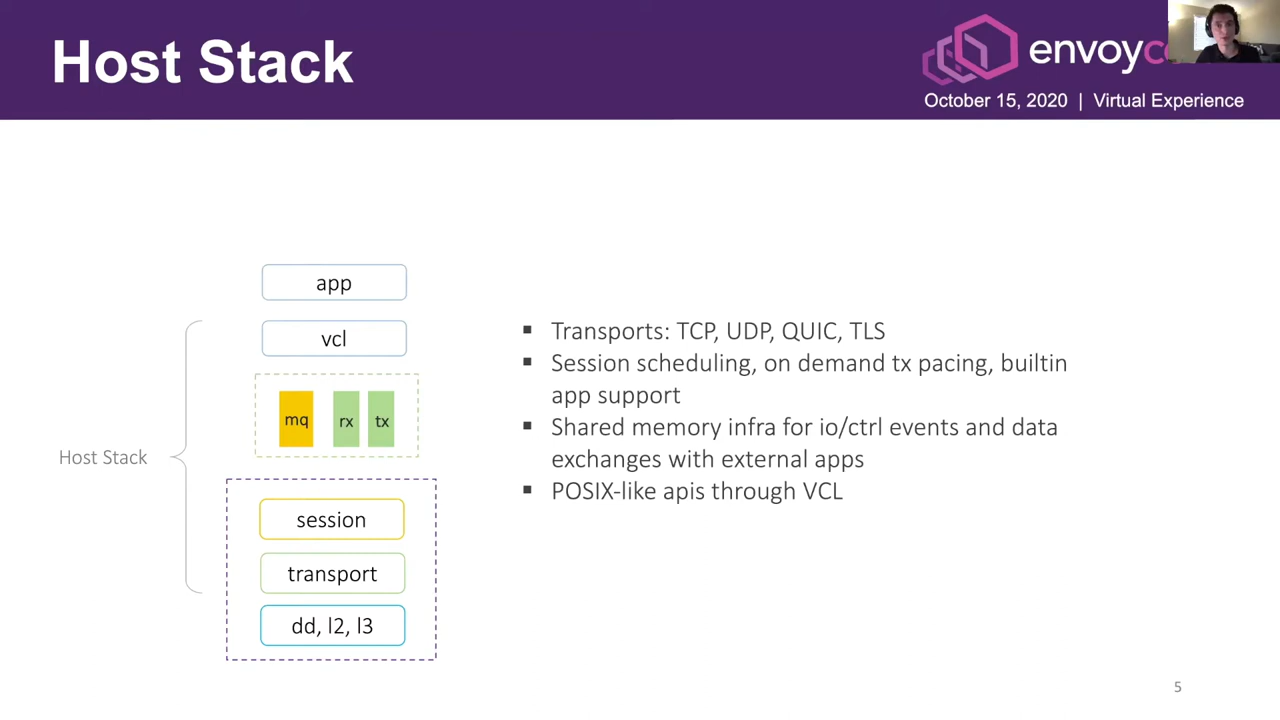 Host Stack
envoyc
October 15, 2020 | Virtual Experience
app
vcl
mq rx tx
Host Stack
session
transport
dd, l2, l3
▪ Transports: TCP, UDP, QUIC, TLS
▪ Session scheduling, on demand tx pacing, builtin
app support
▪ Shared memory infra for io/ctrl events and data
exchanges with external apps
▪ POSIX-like apis through VCL
5